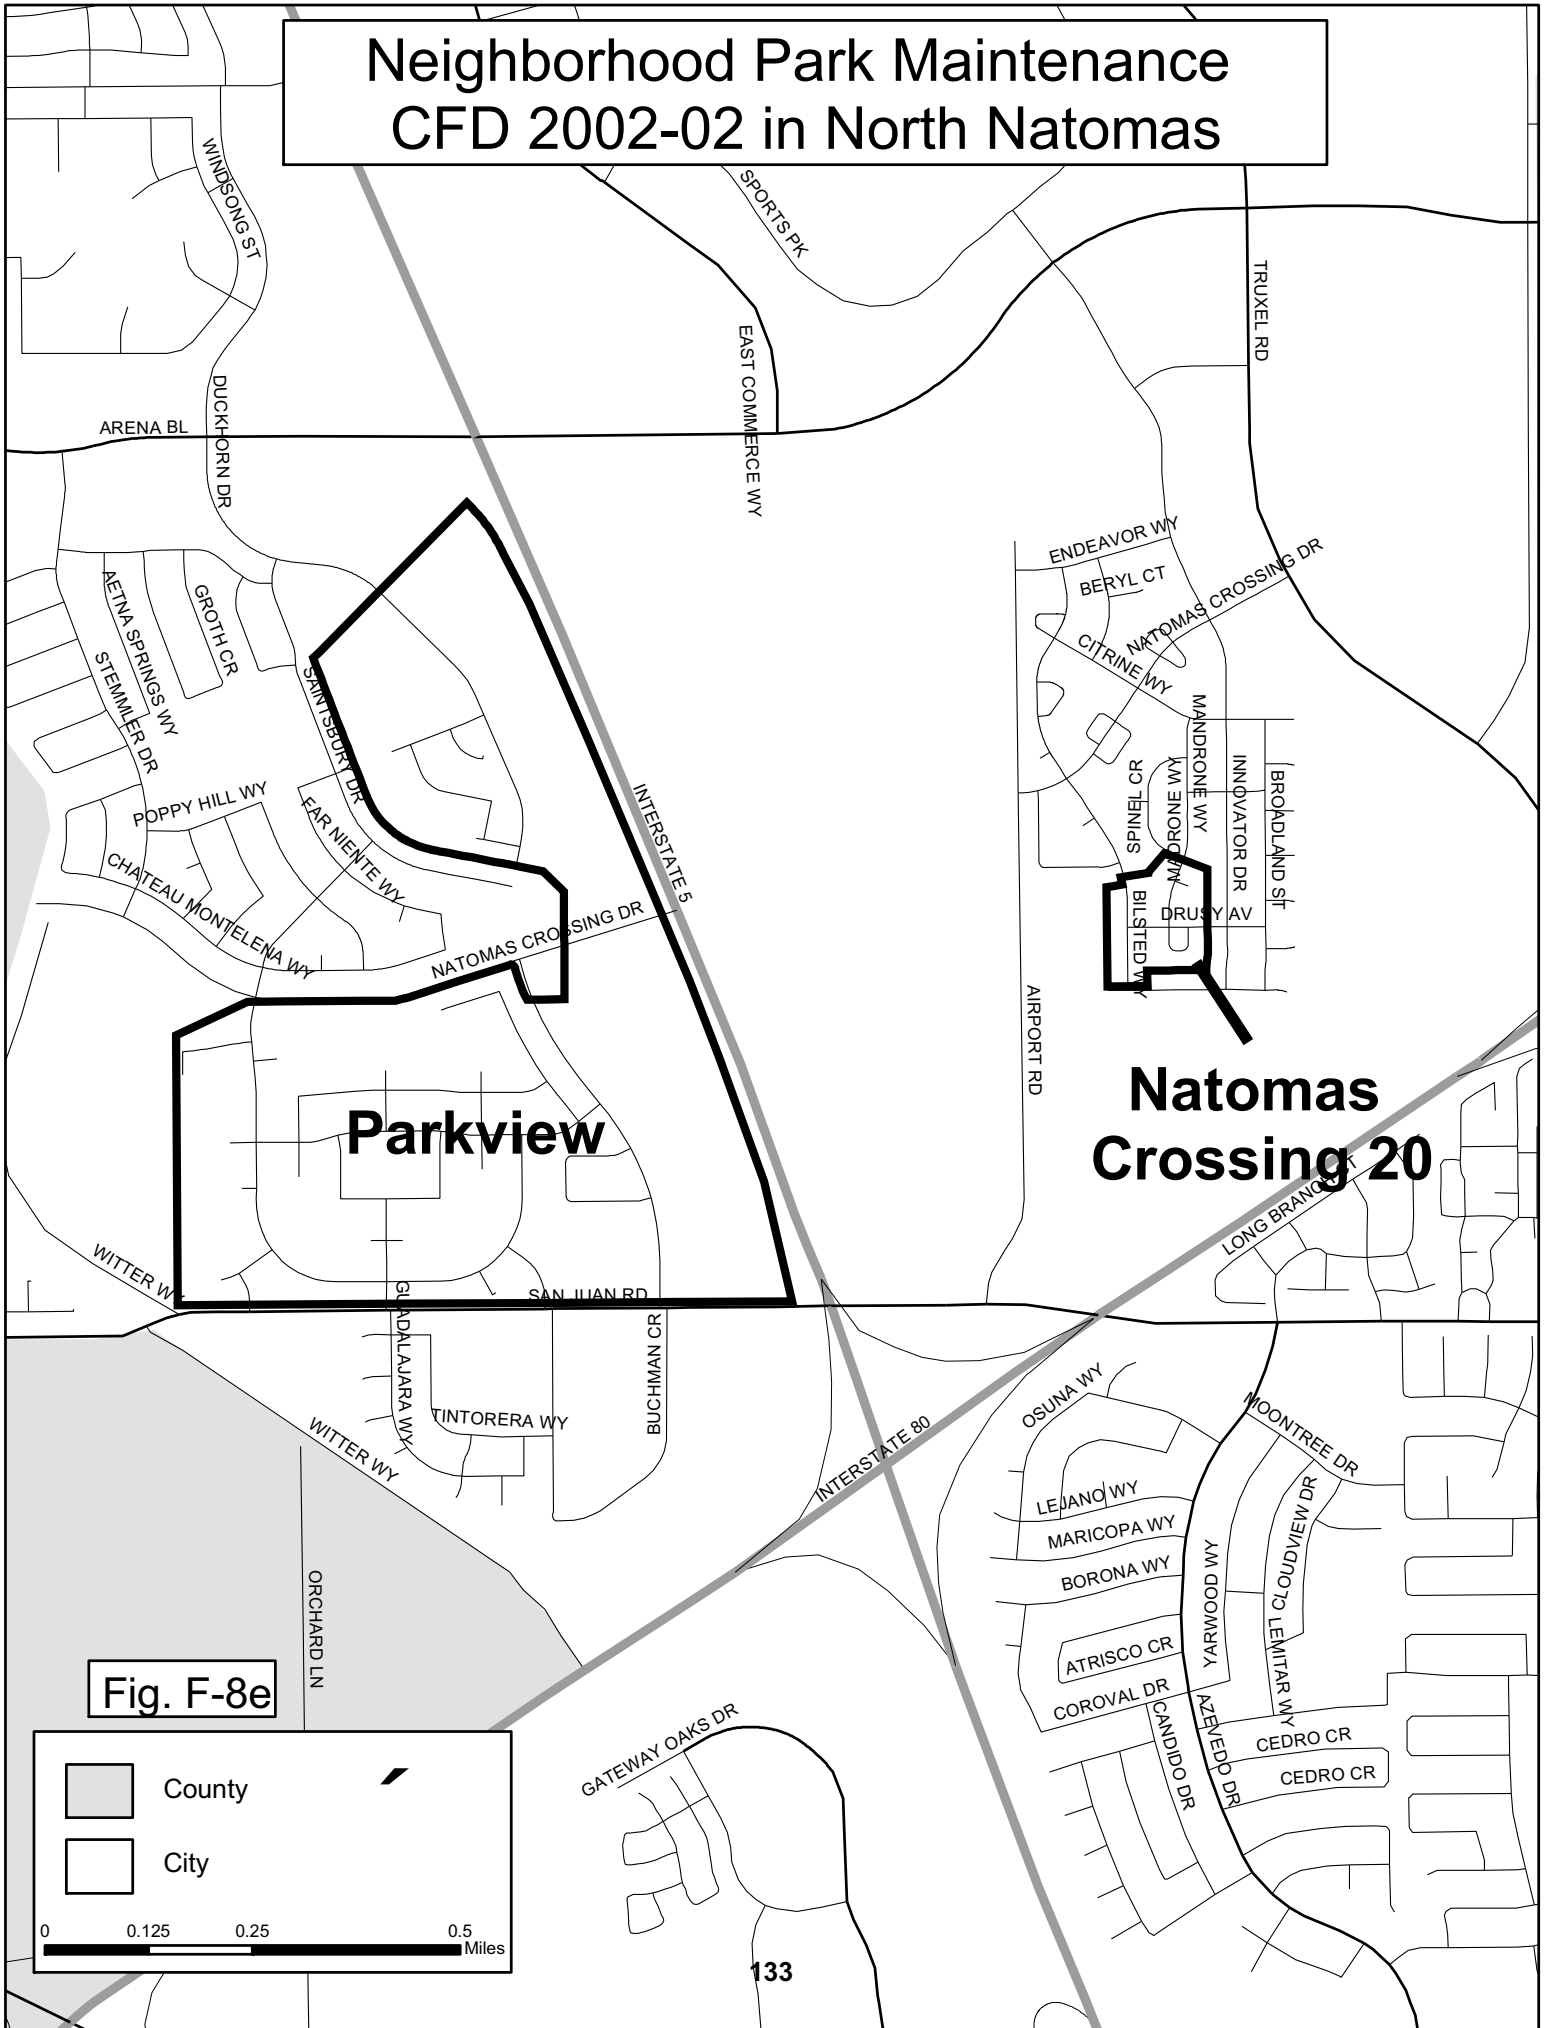 Neighborhood Park Maintenance
CFD 2002-02 in North Natomas
WINDSONG ST
SPORTS PK
TRUXEL RD
EAST COMMERCE WY
DUCKHORN DR
ARENA BL
ENDEAVOR WY
BERYL CT
NATOMAS CROSSING DR
CITRINE WY
AETNA SPRINGS WY
GROTH CR
STEMMLER DR
SAINTSBURY DR
MANDRONE WY
INNOVATOR DR
BROADLAND ST
SPINEL CR
MADRONE WY
POPPY HILL WY
FAR NIENTE WY
INTERSTATE 5
CHATEAU MONTELENA WY
NATOMAS CROSSING DR
BILSTED WY
DRUSY AV
AIRPORT RD
Natomas
Crossing 20
Parkview
LONG BRANCH CT
WITTER WY
SAN JUAN RD
GUADALAJARA WY
BUCHMAN CR
TINTORERA WY
WITTER WY
OSUNA WY
MOONTREE DR
INTERSTATE 80
LEJANO WY
MARICOPA WY
BORONA WY
YARWOOD WY
CLOUDVIEW DR
LEMITAR WY
ORCHARD LN
ATRISCO CR
COROVAL DR
CANDIDO DR
AZEVEDO DR
CEDRO CR
CEDRO CR
GATEWAY OAKS DR
Fig. F-8e
County
City
0 0.125 0.25 0.5
Miles
133